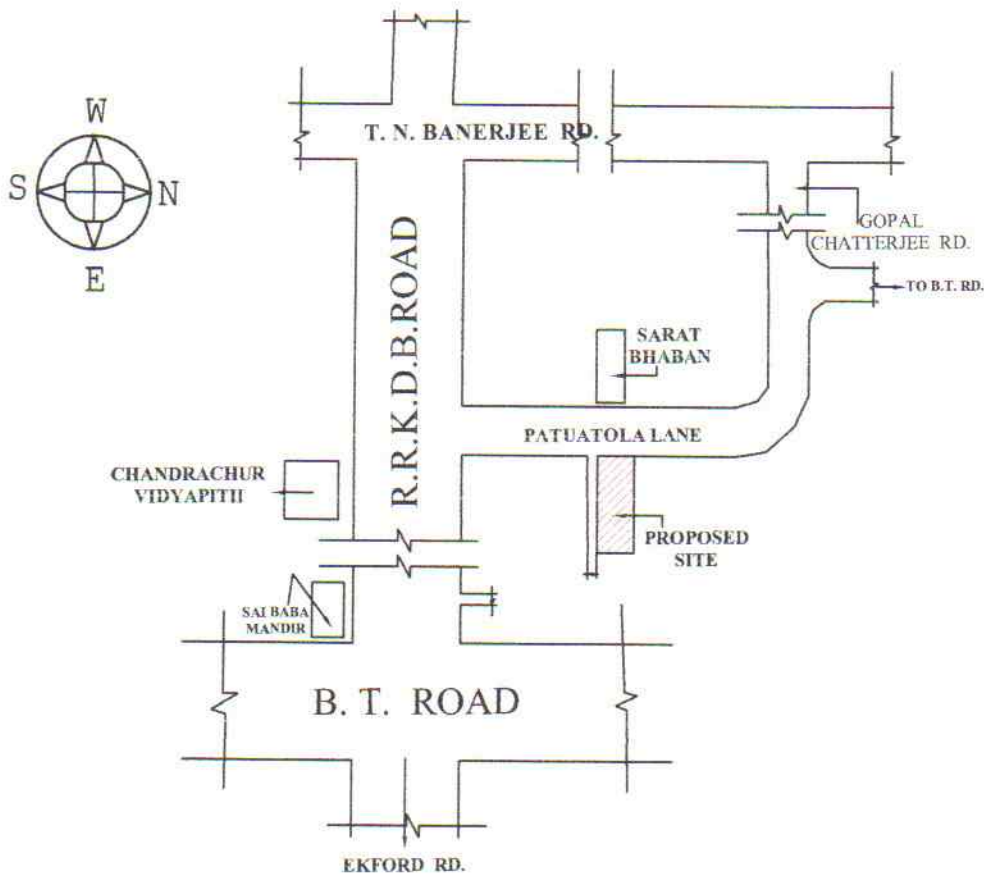 T. N. BANERJEE RD.
W
S
N
E
GOPAL
CHATTERJEE RD.
TO B.T. RD.
R.R.K.D.B.ROAD
SARAT
BHABAN
PATUATOLA LANE
CHANDRACHUR
VIDYAPITH
PROPOSED
SITE
SAI BABA
MANDIR
B. T. ROAD
EKFORD RD.